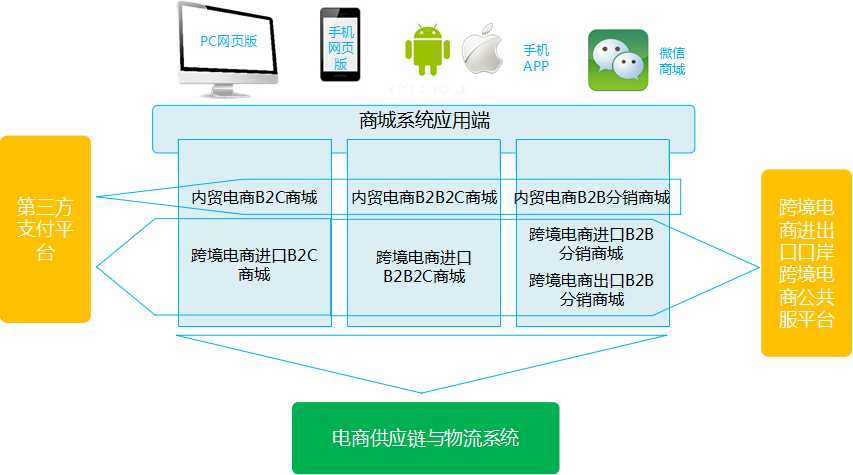 PC网页版
手机
网页
版
手机
APP
微信
商城
商城系统应用端
第三方
支付平
台
内贸电商B2C商城
内贸电商B2B2C商城
内贸电商B2B分销商城
跨境电商进口B2C
商城
跨境电商进口
B2B2C商城
跨境电商进口B2B
分销商城
跨境电商出口B2B
分销商城
跨境电
商进出
口口岸
跨境电
商公共
服平台
电商供应链与物流系统